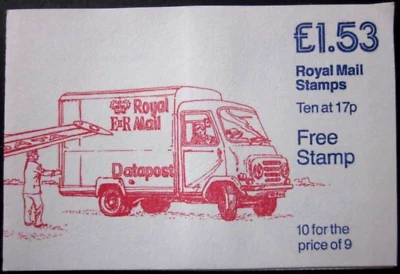 £1.53
Royal Mail
Stamps
Ten at 17p
Free
Stamp
10 for the
price of 9
Royal
EIIR Mail
Datapost